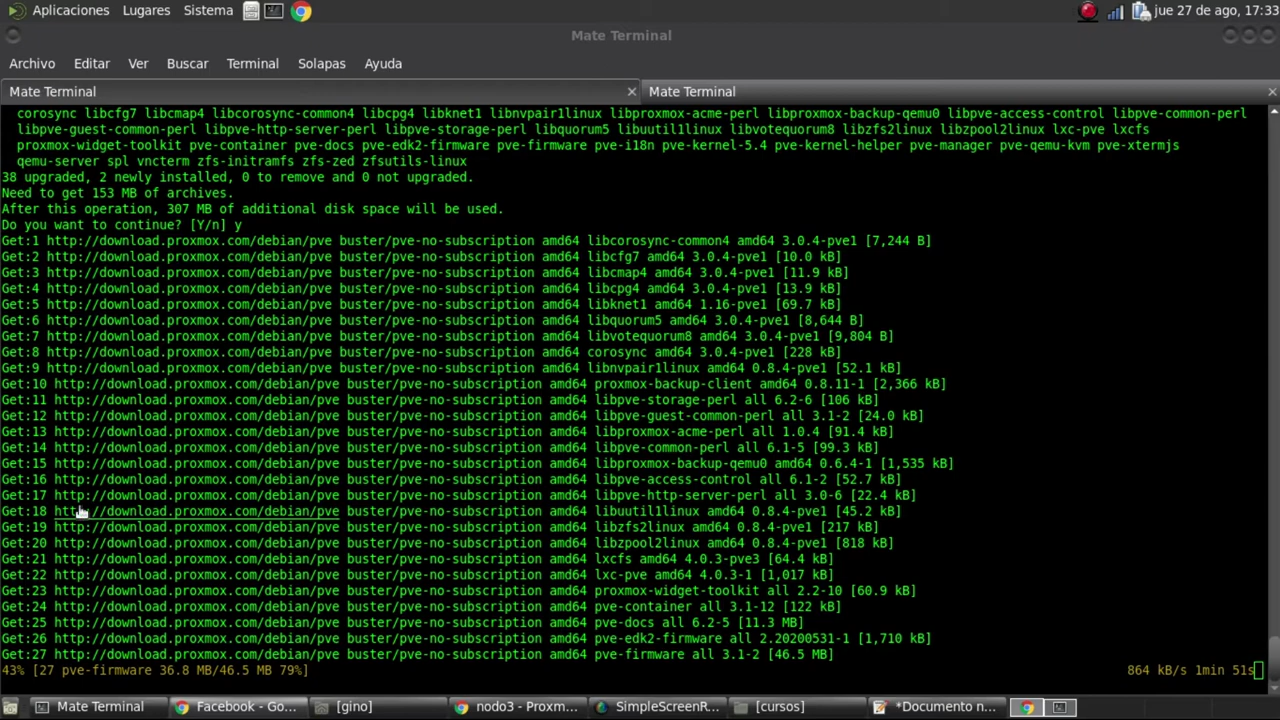 Aplicaciones Lugares Sistema
jue 27 de ago, 17:33
Mate Terminal
Archivo Editar Ver Buscar Terminal Solapas Ayuda
Mate Terminal
Mate Terminal
corosync libcfg7 libcmap4 libcorosync-common4 libcpg4 libknet1 libnvpair1linux libproxmox-acme-perl libproxmox-backup-qemu0 libpve-access-control libpve-common-perl
libpve-guest-common-perl libpve-http-server-perl libpve-storage-perl libquorum5 libuutil1linux libvotequorum8 libzfs2linux libzpool2linux lxc-pve lxcfs
proxmox-widget-toolkit pve-container pve-docs pve-edk2-firmware pve-firmware pve-i18n pve-kernel-5.4 pve-kernel-helper pve-manager pve-qemu-kvm pve-xtermjs
qemu-server spl vncterm zfs-initramfs zfs-zed zfsutils-linux
38 upgraded, 2 newly installed, 0 to remove and 0 not upgraded.
Need to get 153 MB of archives.
After this operation, 307 MB of additional disk space will be used.
Do you want to continue? [Y/n] y
Get:1 http://download.proxmox.com/debian/pve buster/pve-no-subscription amd64 libcorosync-common4 amd64 3.0.4-pve1 [7,244 B]
Get:2 http://download.proxmox.com/debian/pve buster/pve-no-subscription amd64 libcfg7 amd64 3.0.4-pve1 [10.0 kB]
Get:3 http://download.proxmox.com/debian/pve buster/pve-no-subscription amd64 libcmap4 amd64 3.0.4-pve1 [11.9 kB]
Get:4 http://download.proxmox.com/debian/pve buster/pve-no-subscription amd64 libcpg4 amd64 3.0.4-pve1 [13.9 kB]
Get:5 http://download.proxmox.com/debian/pve buster/pve-no-subscription amd64 libknet1 amd64 1.16-pve1 [69.7 kB]
Get:6 http://download.proxmox.com/debian/pve buster/pve-no-subscription amd64 libquorum5 amd64 3.0.4-pve1 [8,644 B]
Get:7 http://download.proxmox.com/debian/pve buster/pve-no-subscription amd64 libvotequorum8 amd64 3.0.4-pve1 [9,804 B]
Get:8 http://download.proxmox.com/debian/pve buster/pve-no-subscription amd64 corosync amd64 3.0.4-pve1 [228 kB]
Get:9 http://download.proxmox.com/debian/pve buster/pve-no-subscription amd64 libnvpair1linux amd64 0.8.4-pve1 [52.1 kB]
Get:10 http://download.proxmox.com/debian/pve buster/pve-no-subscription amd64 proxmox-backup-client amd64 0.8.11-1 [2,366 kB]
Get:11 http://download.proxmox.com/debian/pve buster/pve-no-subscription amd64 libpve-storage-perl all 6.2-6 [106 kB]
Get:12 http://download.proxmox.com/debian/pve buster/pve-no-subscription amd64 libpve-guest-common-perl all 3.1-2 [24.0 kB]
Get:13 http://download.proxmox.com/debian/pve buster/pve-no-subscription amd64 libproxmox-acme-perl all 1.0.4 [91.4 kB]
Get:14 http://download.proxmox.com/debian/pve buster/pve-no-subscription amd64 libpve-common-perl all 6.1-5 [99.3 kB]
Get:15 http://download.proxmox.com/debian/pve buster/pve-no-subscription amd64 libproxmox-backup-qemu0 amd64 0.6.4-1 [1,535 kB]
Get:16 http://download.proxmox.com/debian/pve buster/pve-no-subscription amd64 libpve-access-control all 6.1-2 [52.7 kB]
Get:17 http://download.proxmox.com/debian/pve buster/pve-no-subscription amd64 libpve-http-server-perl all 3.0-6 [22.4 kB]
Get:18 http://download.proxmox.com/debian/pve buster/pve-no-subscription amd64 libuutil1linux amd64 0.8.4-pve1 [45.2 kB]
Get:19 http://download.proxmox.com/debian/pve buster/pve-no-subscription amd64 libzfs2linux amd64 0.8.4-pve1 [217 kB]
Get:20 http://download.proxmox.com/debian/pve buster/pve-no-subscription amd64 libzpool2linux amd64 0.8.4-pve1 [818 kB]
Get:21 http://download.proxmox.com/debian/pve buster/pve-no-subscription amd64 lxcfs amd64 4.0.3-pve3 [64.4 kB]
Get:22 http://download.proxmox.com/debian/pve buster/pve-no-subscription amd64 lxc-pve amd64 4.0.3-1 [1,017 kB]
Get:23 http://download.proxmox.com/debian/pve buster/pve-no-subscription amd64 proxmox-widget-toolkit all 2.2-10 [60.9 kB]
Get:24 http://download.proxmox.com/debian/pve buster/pve-no-subscription amd64 pve-container all 3.1-12 [122 kB]
Get:25 http://download.proxmox.com/debian/pve buster/pve-no-subscription amd64 pve-docs all 6.2-5 [11.3 MB]
Get:26 http://download.proxmox.com/debian/pve buster/pve-no-subscription amd64 pve-edk2-firmware all 2.20200531-1 [1,710 kB]
Get:27 http://download.proxmox.com/debian/pve buster/pve-no-subscription amd64 pve-firmware all 3.1-2 [46.5 MB]
43% [27 pve-firmware 36.8 MB/46.5 MB 79%] 864 kB/s 1min 51s
Mate Terminal
Facebook - Go...
[gino]
nodo3 - Proxm...
SimpleScreenR...
[cursos]
*Documento n...